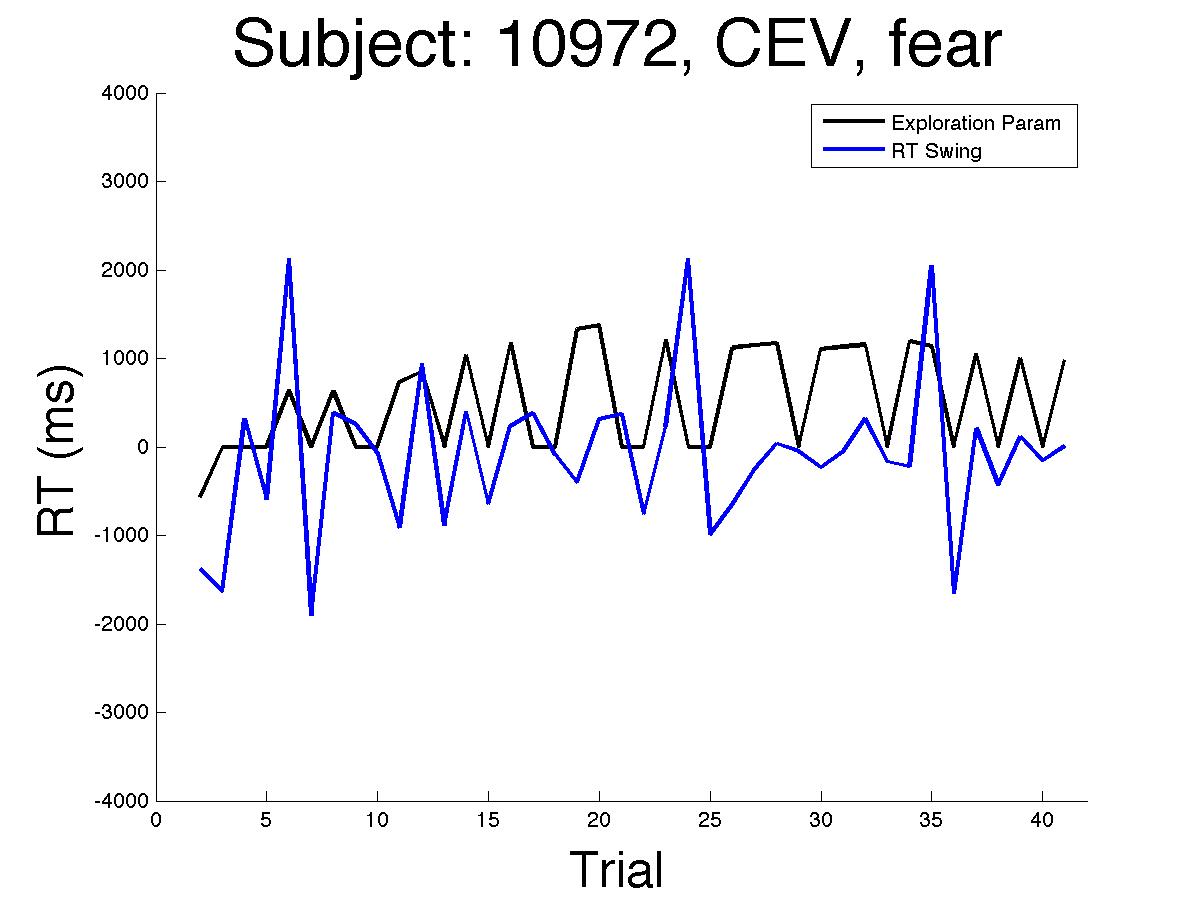 Subject: 10972, CEV, fear
Exploration Param
RT Swing
4000
3000
2000
1000
0
-1000
-2000
-3000
-4000
RT (ms)
0 5 10 15 20 25 30 35 40
Trial